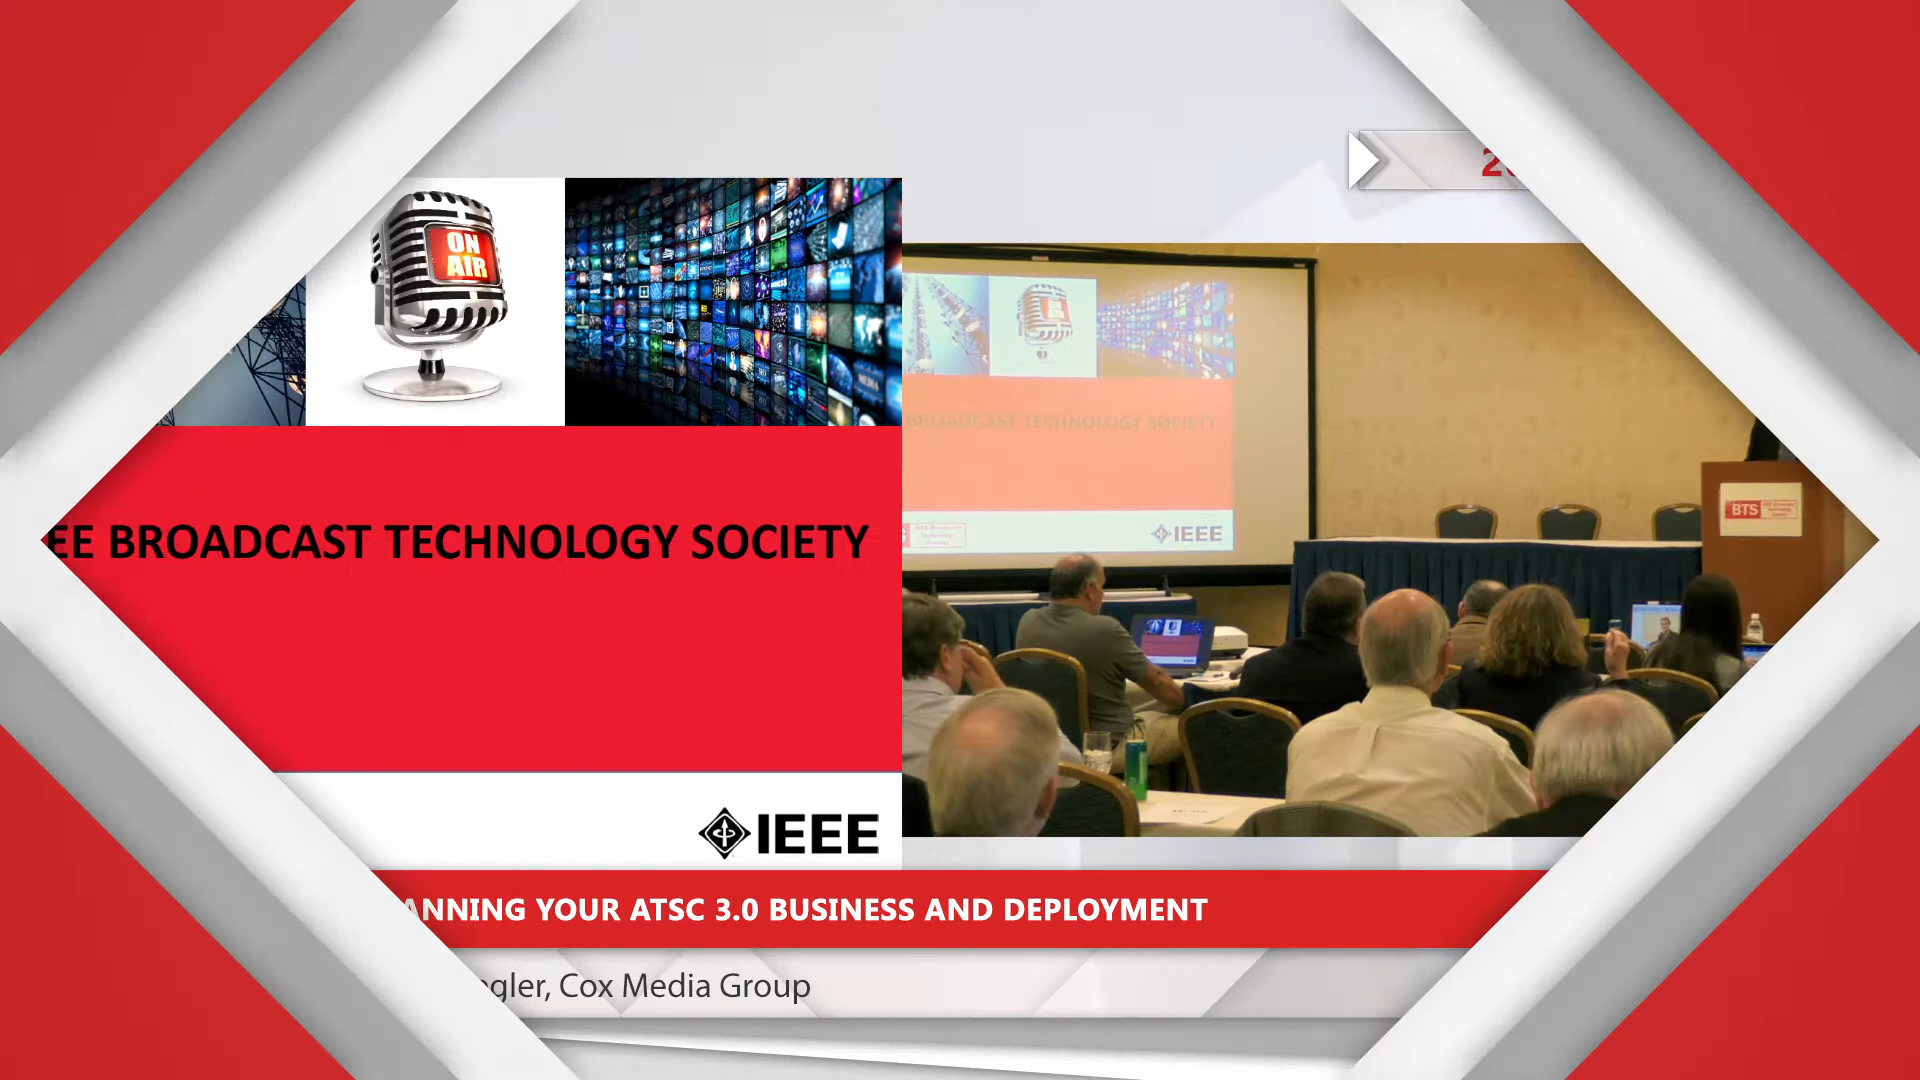 ON
AIR
EE BROADCAST TECHNOLOGY SOCIETY
IEEE
BROADCAST TECHNOLOGY SOCIETY
IEEE
BTS
ANNING YOUR ATSC 3.0 BUSINESS AND DEPLOYMENT
gler, Cox Media Group